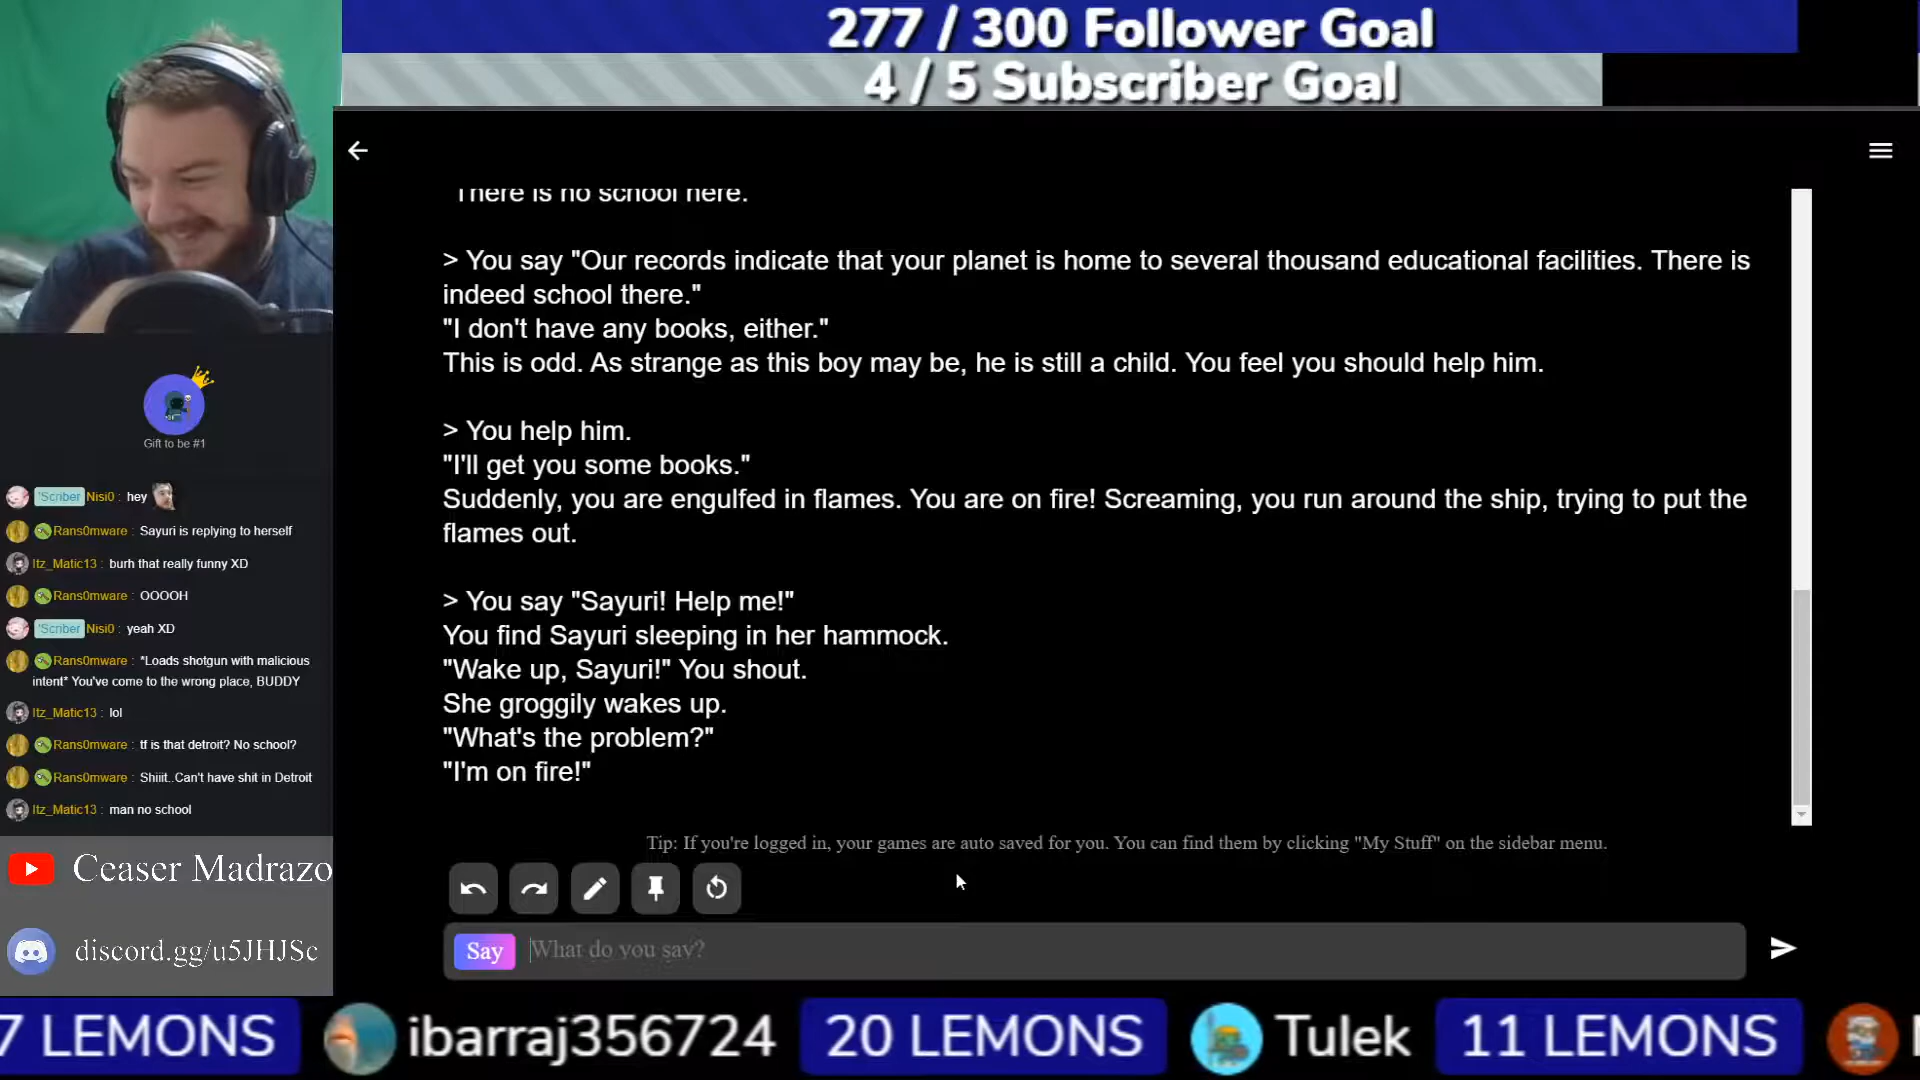 277 / 300 Follower Goal
4 / 5 Subscriber Goal
There is no school here.
> You say "Our records indicate that your planet is home to several thousand educational facilities. There is
indeed school there."
"I don't have any books, either."
This is odd. As strange as this boy may be, he is still a child. You feel you should help him.
> You help him.
"I'll get you some books."
Suddenly, you are engulfed in flames. You are on fire! Screaming, you run around the ship, trying to put the
flames out.
> You say "Sayuri! Help me!"
You find Sayuri sleeping in her hammock.
"Wake up, Sayuri!" You shout.
She groggily wakes up.
"What's the problem?"
"I'm on fire!"
Tip: If you're logged in, your games are auto saved for you. You can find them by clicking "My Stuff" on the sidebar menu.
Say What do you say?
Gift to be #1
'Scriber Nisi0 : hey
Rans0mware : Sayuri is replying to herself
Itz_Matic13 : burh that really funny XD
Rans0mware : OOOOH
'Scriber Nisi0 : yeah XD
Rans0mware : *Loads shotgun with malicious
intent* You've come to the wrong place, BUDDY
Itz_Matic13 : lol
Rans0mware : tf is that detroit? No school?
Rans0mware : Shiiit..Can't have shit in Detroit
Itz_Matic13 : man no school
Ceaser Madrazo
discord.gg/u5JHJSc
7 LEMONS ibarraj356724 20 LEMONS Tulek 11 LEMONS